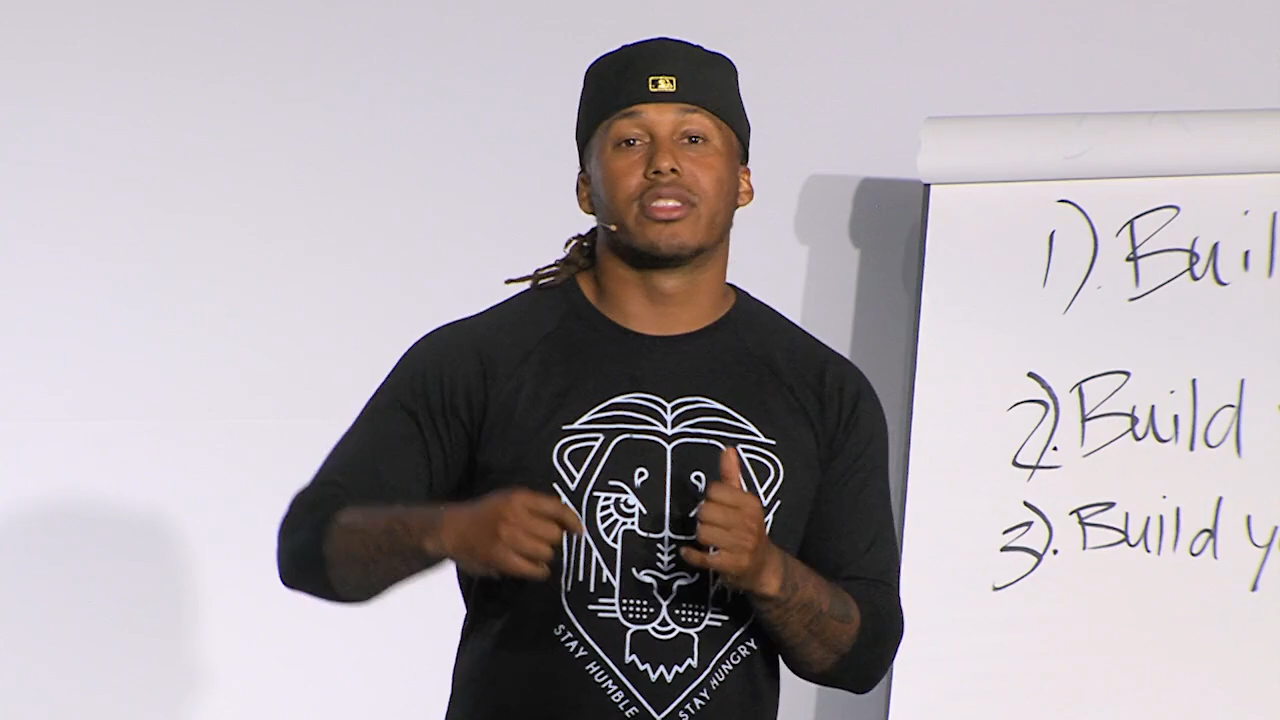 1). Buil
2). Build
3). Build y
STAY HUMBLE
STAY HUNGRY